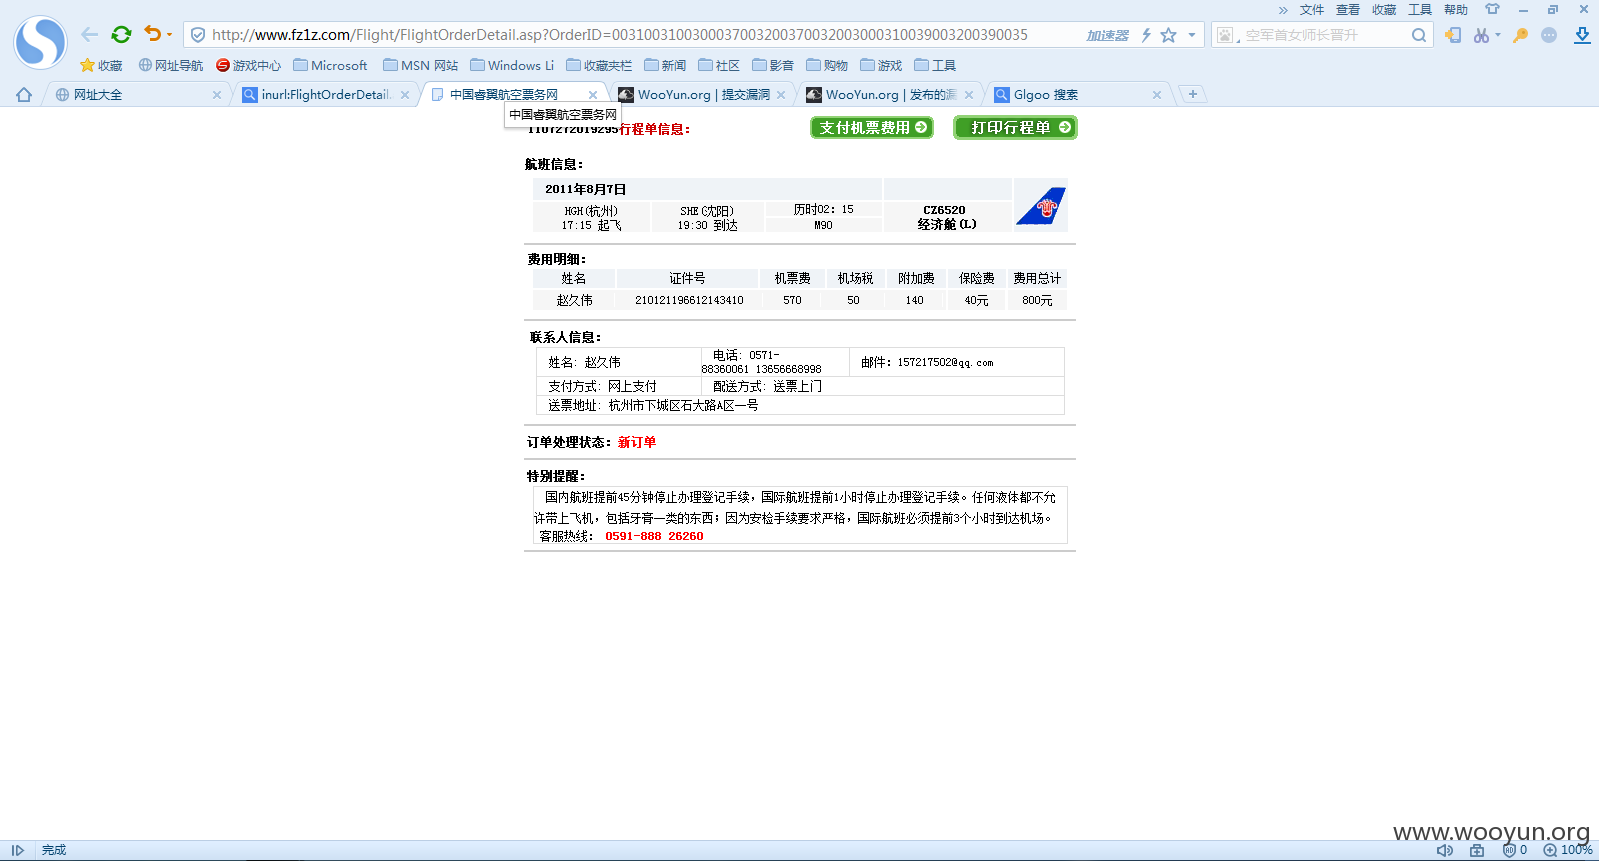 » 文件 查看 收藏 工具 帮助
http://www.fz1z.com/Flight/FlightOrderDetail.asp?OrderID=003100310030003700320037003200300031003900320039​0035 加速器 空军首女师长晋升
收藏 网址导航 游戏中心 Microsoft MSN 网站 Windows Li 收藏夹栏 新闻 社区 影音 购物 游戏 工具
网址大全 inurl:FlightOrderDetail. 中国睿翼航空票务网 WooYun.org | 提交漏洞 WooYun.org | 发布的漏 Glgoo 搜索
中国睿翼航空票务网
1107272019295行程单信息： 支付机票费用 打印行程单
航班信息：
2011年8月7日
HGH(杭州) SHE(沈阳) 历时02: 15 CZ6520
17:15 起飞 19:30 到达 M90 经济舱(L)
费用明细：
姓名 证件号 机票费 机场税 附加费 保险费 费用总计
赵久伟 210121196612143410 570 50 140 40元 800元
联系人信息：
姓名: 赵久伟 电话: 0571-88360061 13656668998 邮件: 157217502@qq.com
支付方式: 网上支付 配送方式: 送票上门
送票地址: 杭州市下城区石大路A区一号
订单处理状态: 新订单
特别提醒：
国内航班提前45分钟停止办理登记手续，国际航班提前1小时停止办理登记手续。任何液体都不允
许带上飞机，包括牙膏一类的东西；因为安检手续要求严格，国际航班必须提前3个小时到达机场。
客服热线： 0591-888 26260
www.wooyun.org
完成 0 100%